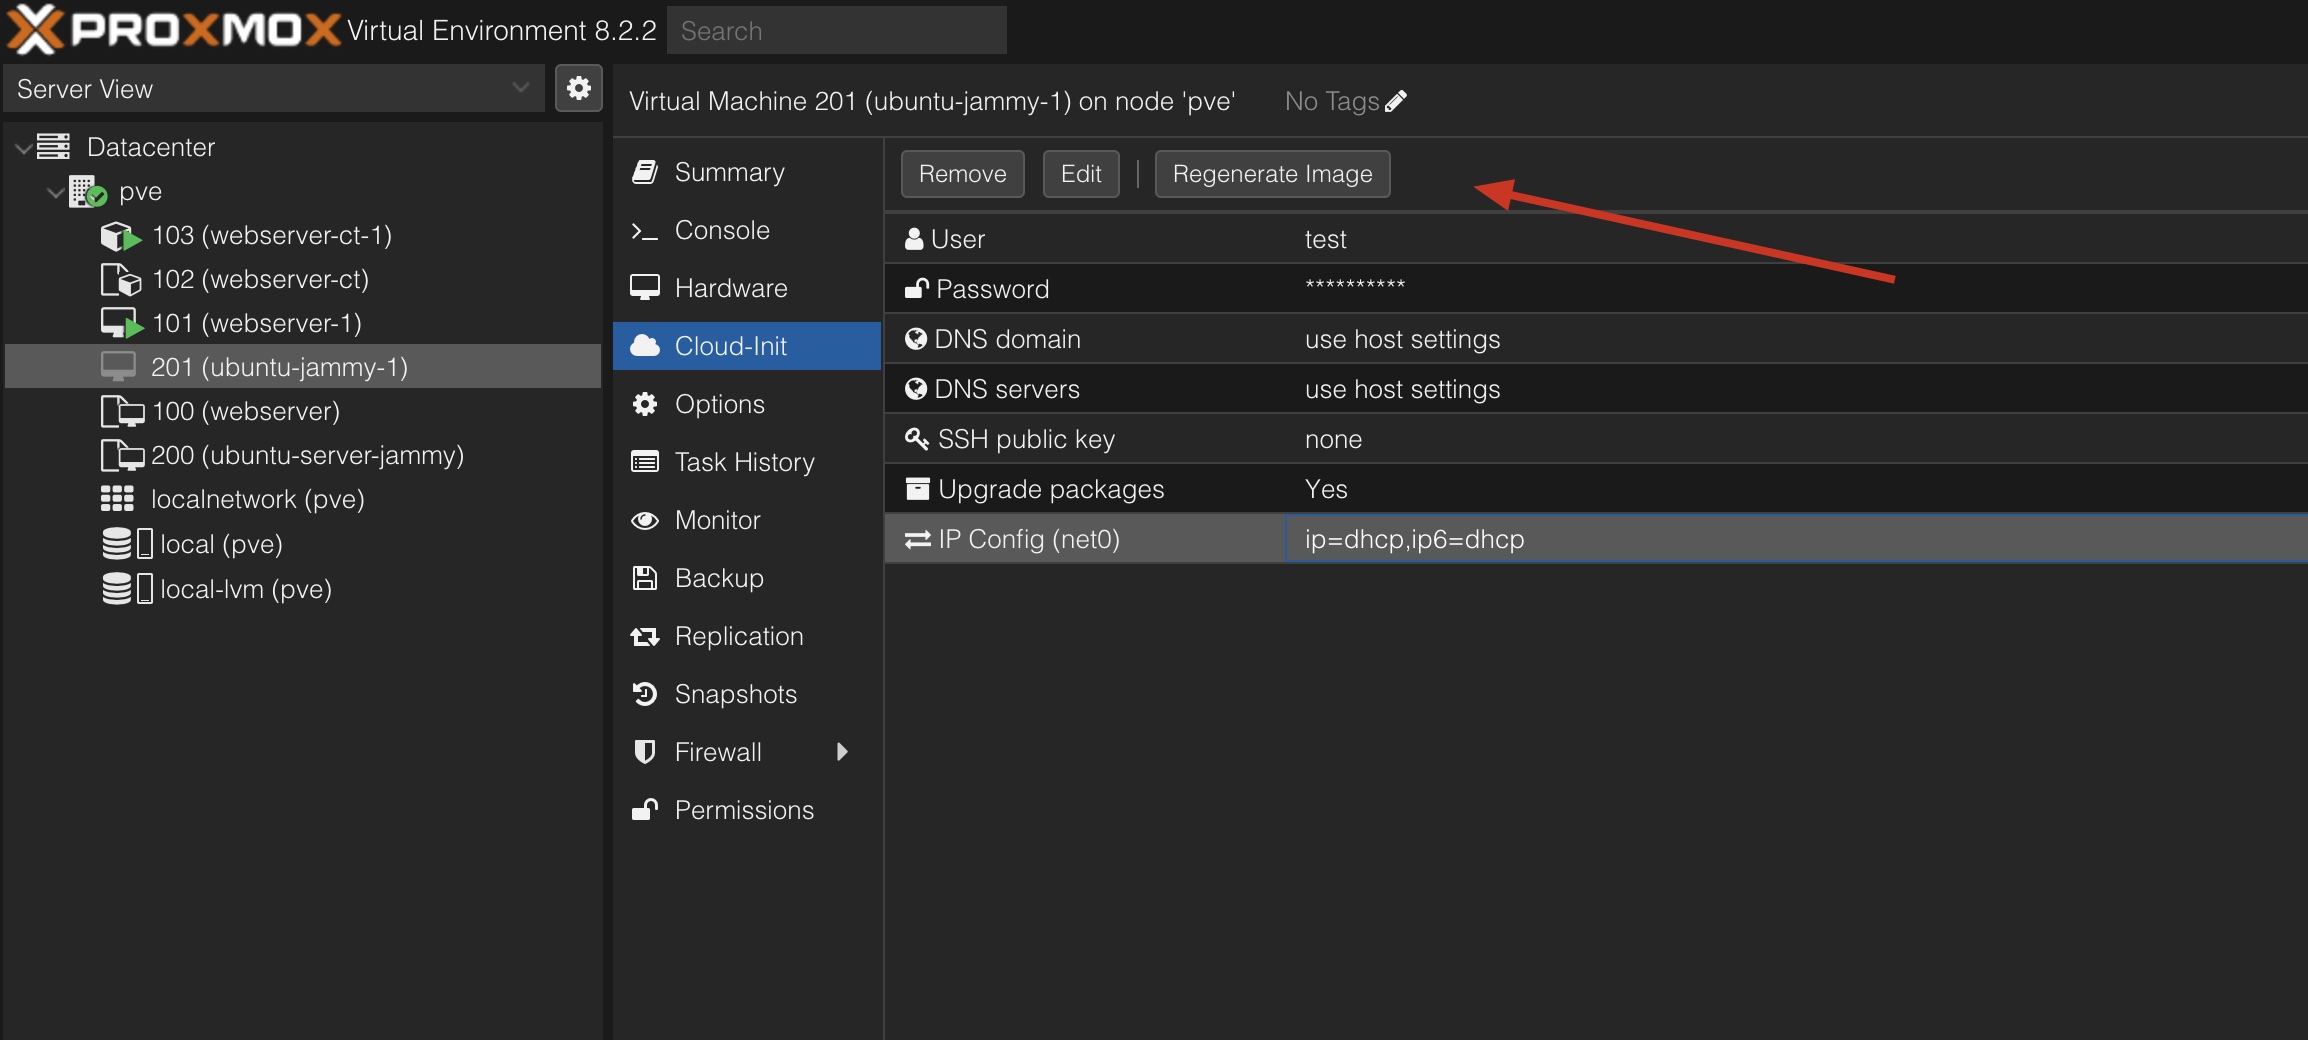 PROXMOX Virtual Environment 8.2.2 Search
Server View
Datacenter
pve
103 (webserver-ct-1)
102 (webserver-ct)
101 (webserver-1)
201 (ubuntu-jammy-1)
100 (webserver)
200 (ubuntu-server-jammy)
localnetwork (pve)
local (pve)
local-lvm (pve)
Virtual Machine 201 (ubuntu-jammy-1) on node 'pve' No Tags
Summary
Console
Hardware
Cloud-Init
Options
Task History
Monitor
Backup
Replication
Snapshots
Firewall
Permissions
Remove Edit Regenerate Image
User test
Password **********
DNS domain use host settings
DNS servers use host settings
SSH public key none
Upgrade packages Yes
IP Config (net0) ip=dhcp,ip6=dhcp